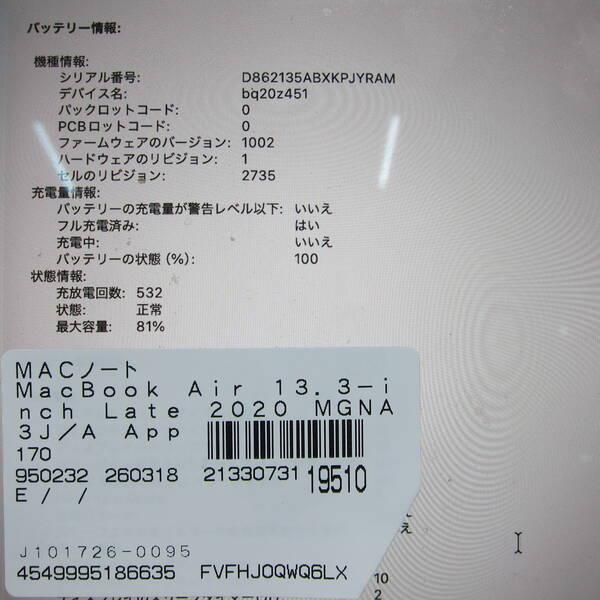 バッテリー情報:
機種情報:
シリアル番号: D862135ABXKPJYRAM
デバイス名: bq20z451
パックロットコード: 0
PCBロットコード: 0
ファームウェアのバージョン: 1002
ハードウェアのリビジョン: 1
セルのリビジョン: 2735
充電量情報:
バッテリーの充電量が警告レベル以下: いいえ
フル充電済み: はい
充電中: いいえ
バッテリーの状態 (%): 100
状態情報:
充放電回数: 532
状態: 正常
最大容量: 81%
MACノート
MacBook Air 13.3-i
nch Late 2020 MGNA
3J/A App
170
950232 260318 21330731 19510
E / /
J101726-0095
4549995186635 FVFHJ0QWQ6LX
え
10
2